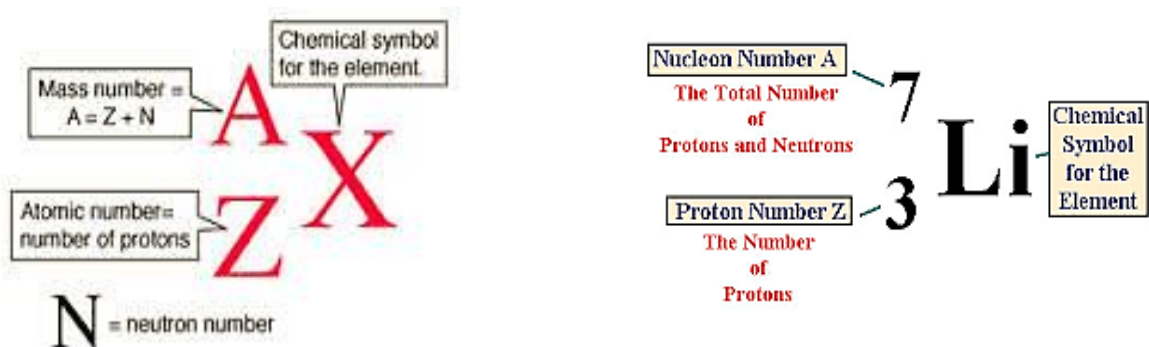 Mass number =
A = Z + N
A
Chemical symbol
for the element.
X
Atomic number=
number of protons
Z
N = neutron number
Nucleon Number A
The Total Number
of
Protons and Neutrons
7
Li
Chemical
Symbol
for the
Element
Proton Number Z
3
The Number
of
Protons